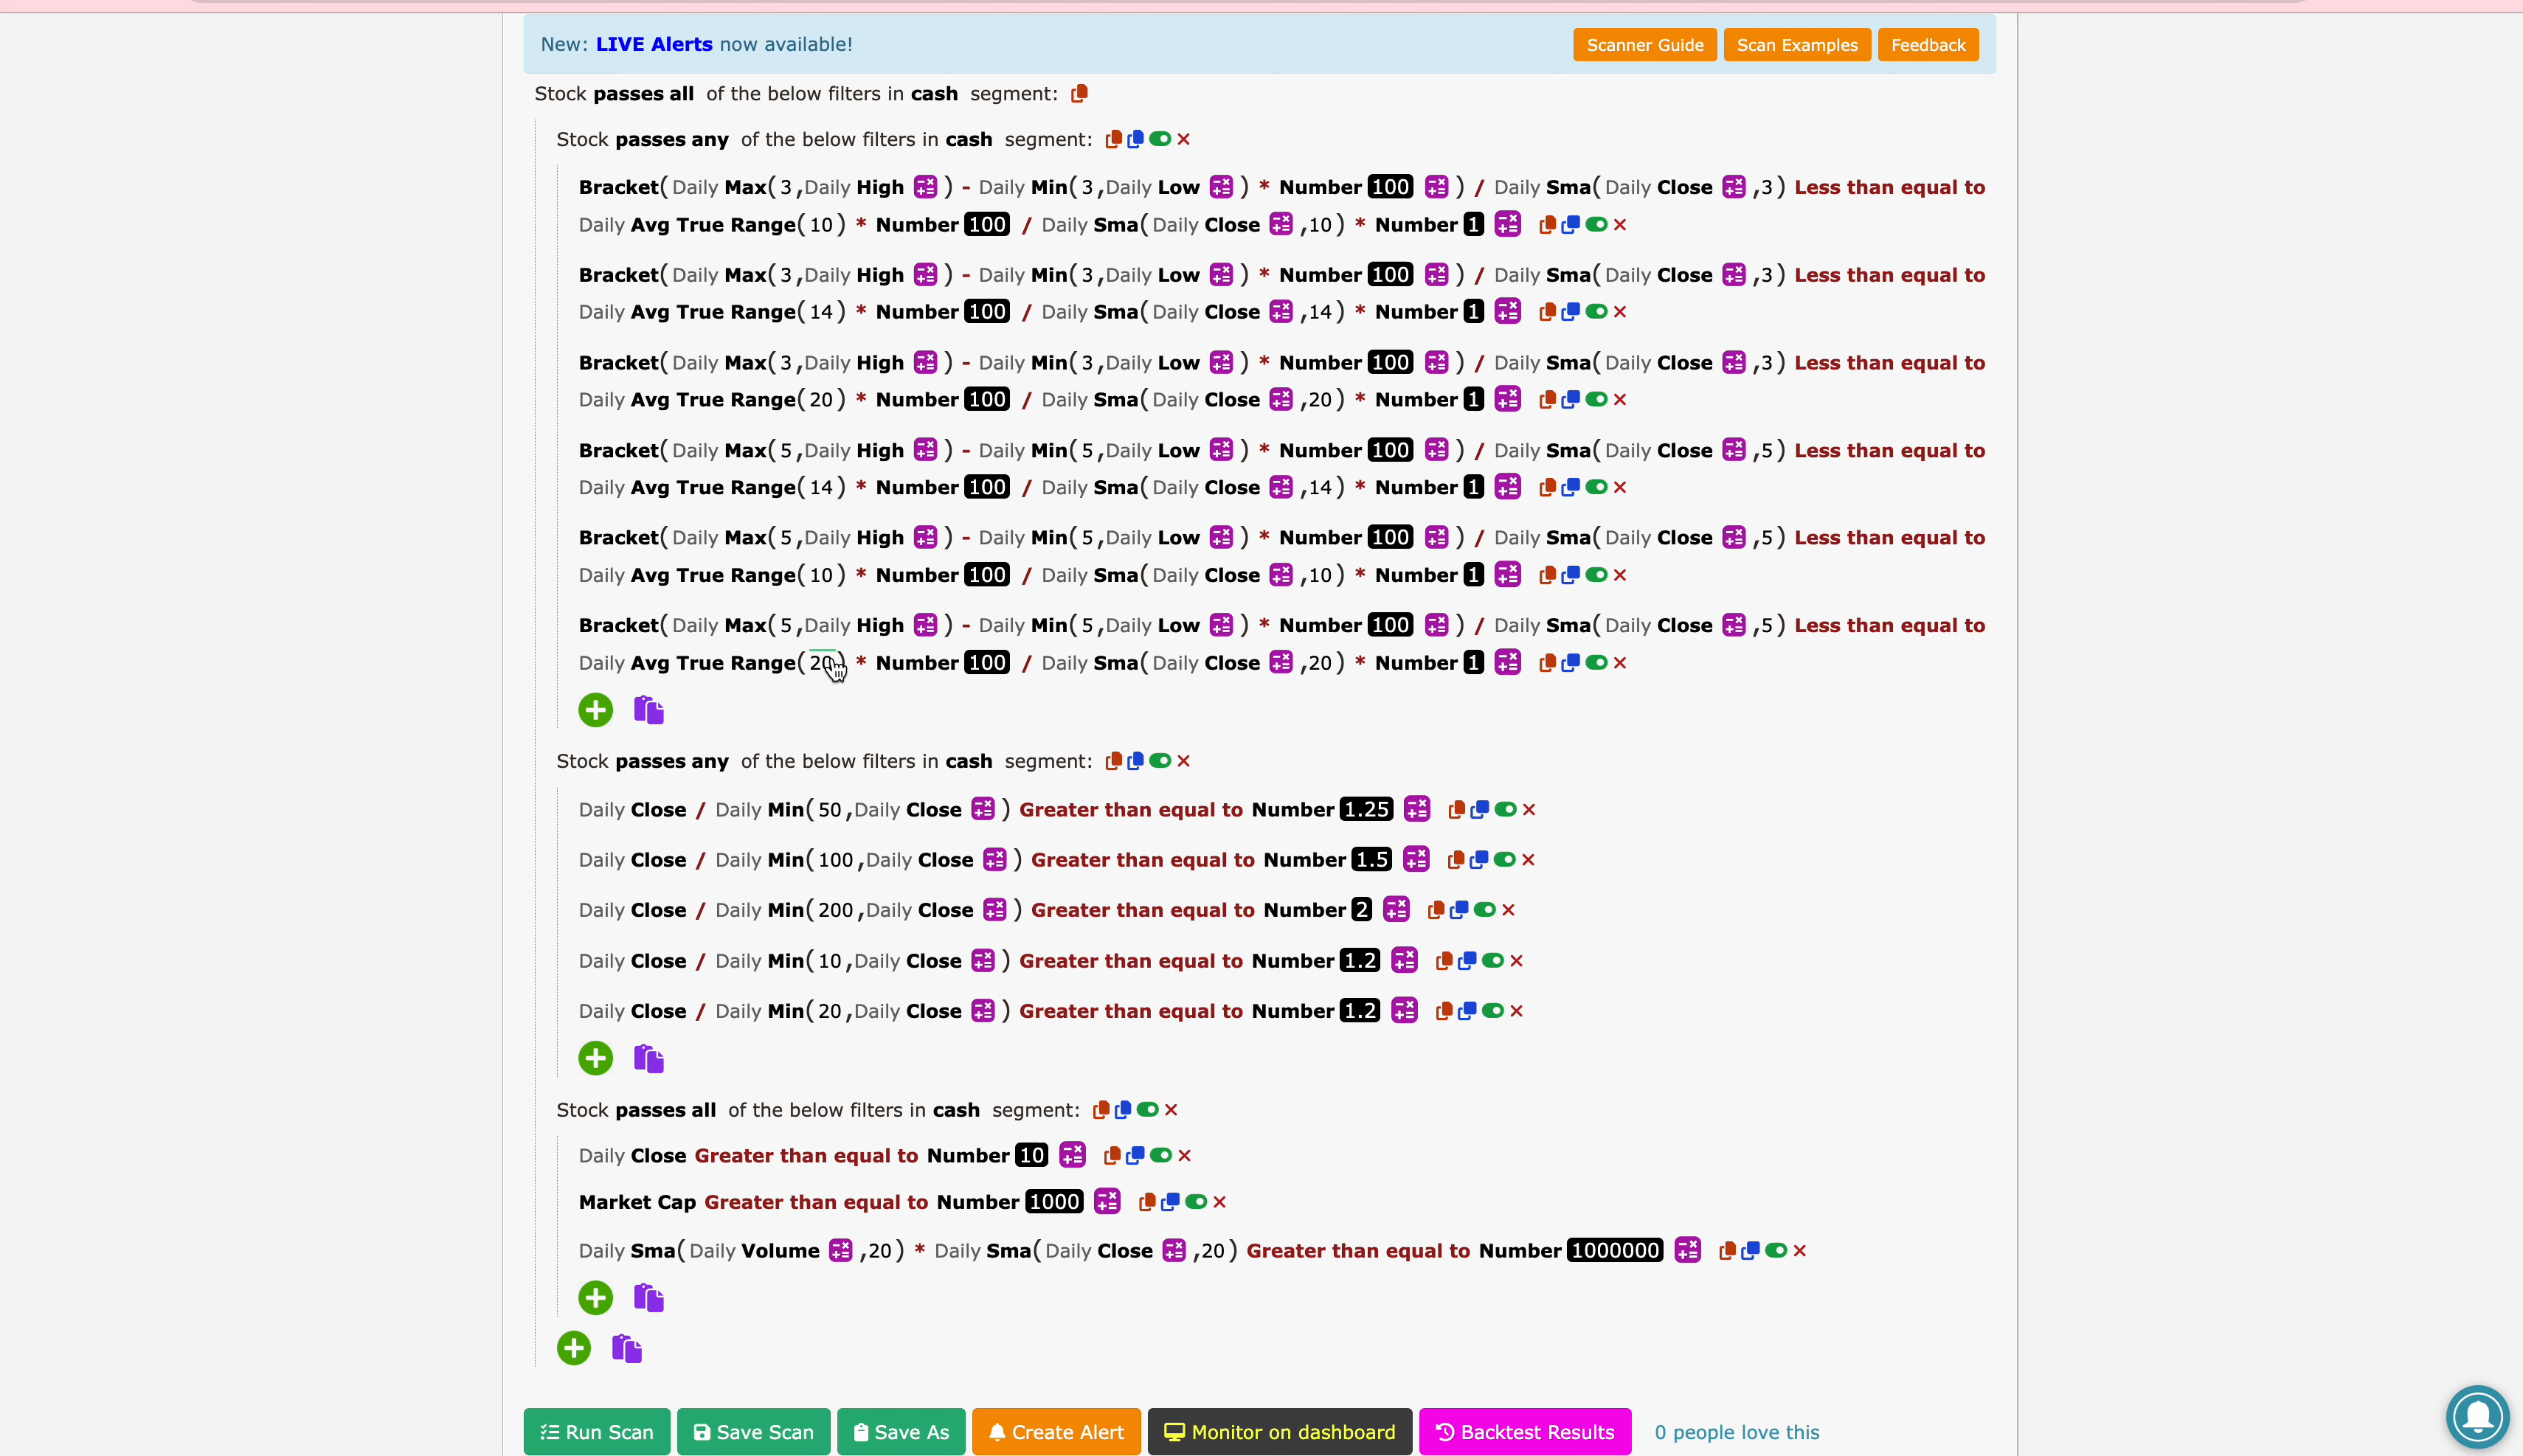 New: LIVE Alerts now available!
Scanner Guide
Scan Examples
Feedback
Stock passes all of the below filters in cash segment:
Stock passes any of the below filters in cash segment:
Bracket( Daily Max( 3 ,Daily High ) - Daily Min( 3 ,Daily Low ) * Number 100 ) / Daily Sma( Daily Close ,3 ) Less than equal to
Daily Avg True Range( 10 ) * Number 100 / Daily Sma( Daily Close ,10 ) * Number 1
Bracket( Daily Max( 3 ,Daily High ) - Daily Min( 3 ,Daily Low ) * Number 100 ) / Daily Sma( Daily Close ,3 ) Less than equal to
Daily Avg True Range( 14 ) * Number 100 / Daily Sma( Daily Close ,14 ) * Number 1
Bracket( Daily Max( 3 ,Daily High ) - Daily Min( 3 ,Daily Low ) * Number 100 ) / Daily Sma( Daily Close ,3 ) Less than equal to
Daily Avg True Range( 20 ) * Number 100 / Daily Sma( Daily Close ,20 ) * Number 1
Bracket( Daily Max( 5 ,Daily High ) - Daily Min( 5 ,Daily Low ) * Number 100 ) / Daily Sma( Daily Close ,5 ) Less than equal to
Daily Avg True Range( 14 ) * Number 100 / Daily Sma( Daily Close ,14 ) * Number 1
Bracket( Daily Max( 5 ,Daily High ) - Daily Min( 5 ,Daily Low ) * Number 100 ) / Daily Sma( Daily Close ,5 ) Less than equal to
Daily Avg True Range( 10 ) * Number 100 / Daily Sma( Daily Close ,10 ) * Number 1
Bracket( Daily Max( 5 ,Daily High ) - Daily Min( 5 ,Daily Low ) * Number 100 ) / Daily Sma( Daily Close ,5 ) Less than equal to
Daily Avg True Range( 20 ) * Number 100 / Daily Sma( Daily Close ,20 ) * Number 1
Stock passes any of the below filters in cash segment:
Daily Close / Daily Min( 50 ,Daily Close ) Greater than equal to Number 1.25
Daily Close / Daily Min( 100 ,Daily Close ) Greater than equal to Number 1.5
Daily Close / Daily Min( 200 ,Daily Close ) Greater than equal to Number 2
Daily Close / Daily Min( 10 ,Daily Close ) Greater than equal to Number 1.2
Daily Close / Daily Min( 20 ,Daily Close ) Greater than equal to Number 1.2
Stock passes all of the below filters in cash segment:
Daily Close Greater than equal to Number 10
Market Cap Greater than equal to Number 1000
Daily Sma( Daily Volume ,20 ) * Daily Sma( Daily Close ,20 ) Greater than equal to Number 1000000
Run Scan
Save Scan
Save As
Create Alert
Monitor on dashboard
Backtest Results
0 people love this